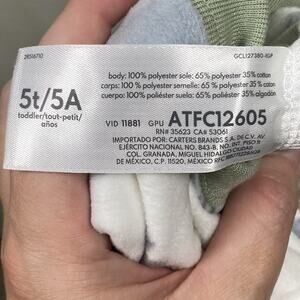 2RS16710
GCL127380-IGP
5t/5A
toddler/tout-petit/
años
body: 100% polyester sole: 65% polyester 35% cotton
corps: 100% polyester semelle: 65% polyester 35% coton
cuerpo: 100% poliéster suela: 65% poliéster 35% algodón
VID 11881 GPU ATFC12605
RN# 35623 CA# 53061
IMPORTADO POR: CARTERS BRANDS S.A. DE C.V. AV.
EJÉRCITO NACIONAL NO. 843-B, NO INT. PISO 11
COL. GRANADA, MIGUEL HIDALGO CIUDAD
DE MÉXICO, C.P. 11520, MÉXICO RFC